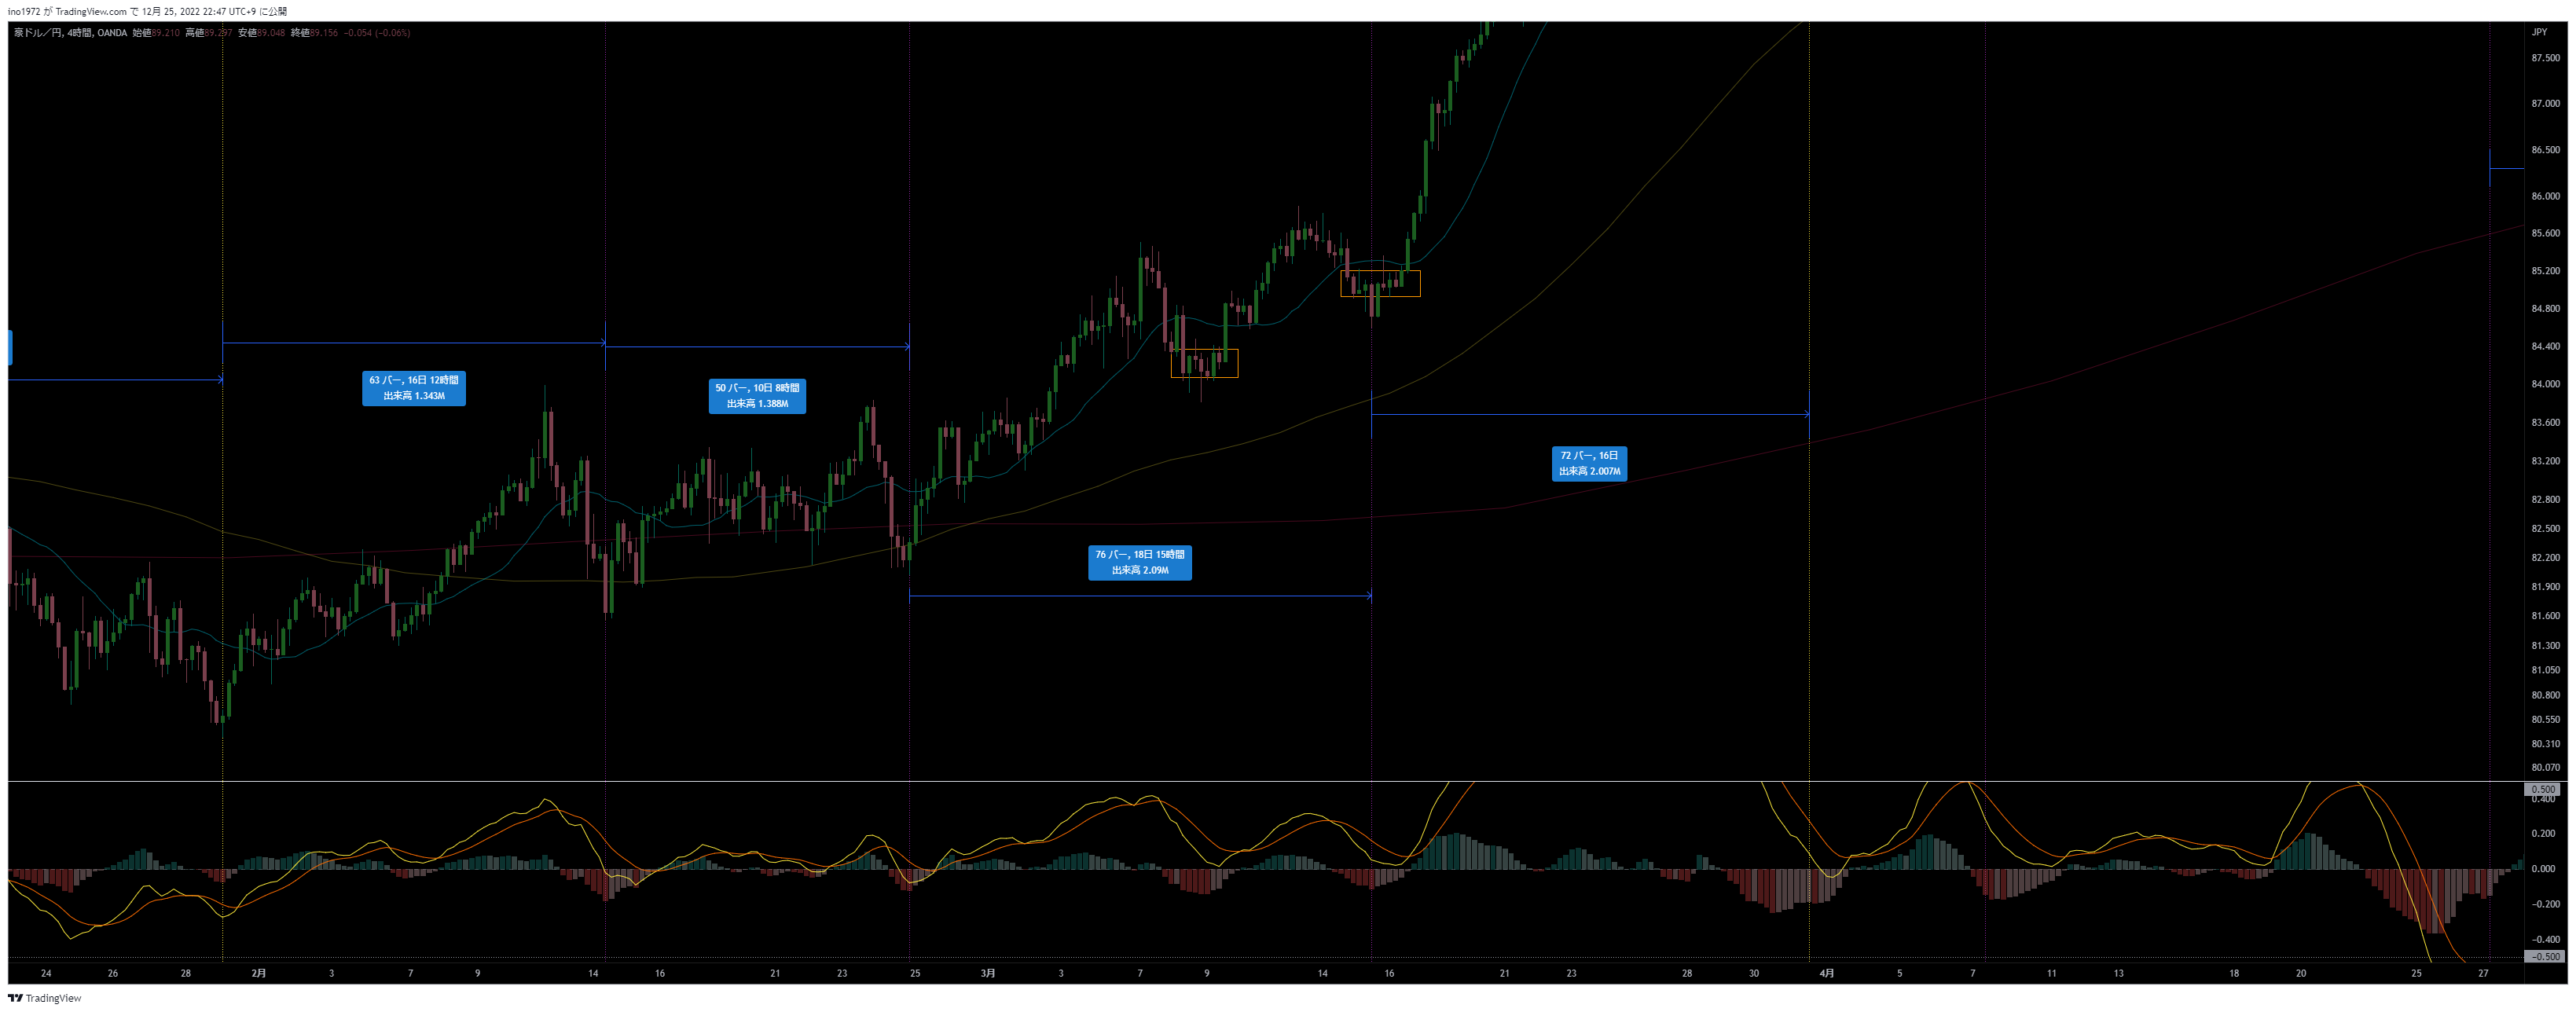 ino1972 が TradingView.com で 12月 25, 2022 22:47 UTC+9 に公開
豪ドル／円, 4時間, OANDA 始値89.210 高値89.297 安値89.048 終値89.156 −0.054 (−0.06%)
JPY
87.500
87.000
86.500
86.000
85.600
85.200
84.800
84.400
84.000
83.600
83.200
82.800
82.500
82.200
81.900
81.600
81.300
81.050
80.800
80.550
80.310
80.070
63 バー, 16日 12時間
出来高 1.343M
50 バー, 10日 8時間
出来高 1.388M
76 バー, 18日 15時間
出来高 2.09M
72 バー, 16日
出来高 2.007M
0.500
0.400
0.200
0.000
−0.200
−0.400
−0.500
24 26 28 2月 3 7 9 14 16 21 23 25 3月 3 7 9 14 16 21 23 28 30 4月 5 7 11 13 18 20 25 27
TradingView